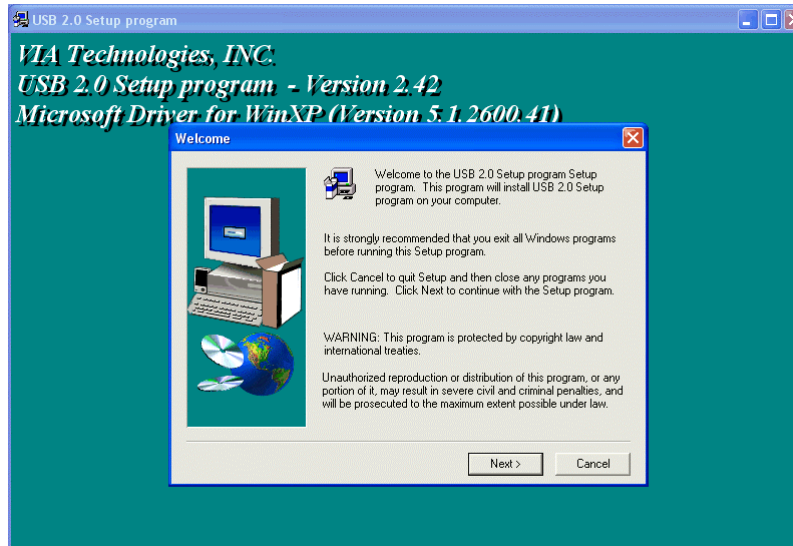 USB 2.0 Setup program
VIA Technologies, INC.
USB 2.0 Setup program - Version 2.42
Microsoft Driver for WinXP (Version 5.1.2600.41)
Welcome
Welcome to the USB 2.0 Setup program Setup
program. This program will install USB 2.0 Setup
program on your computer.
It is strongly recommended that you exit all Windows programs
before running this Setup program.
Click Cancel to quit Setup and then close any programs you
have running. Click Next to continue with the Setup program.
WARNING: This program is protected by copyright law and
international treaties.
Unauthorized reproduction or distribution of this program, or any
portion of it, may result in severe civil and criminal penalties, and
will be prosecuted to the maximum extent possible under law.
Next > Cancel